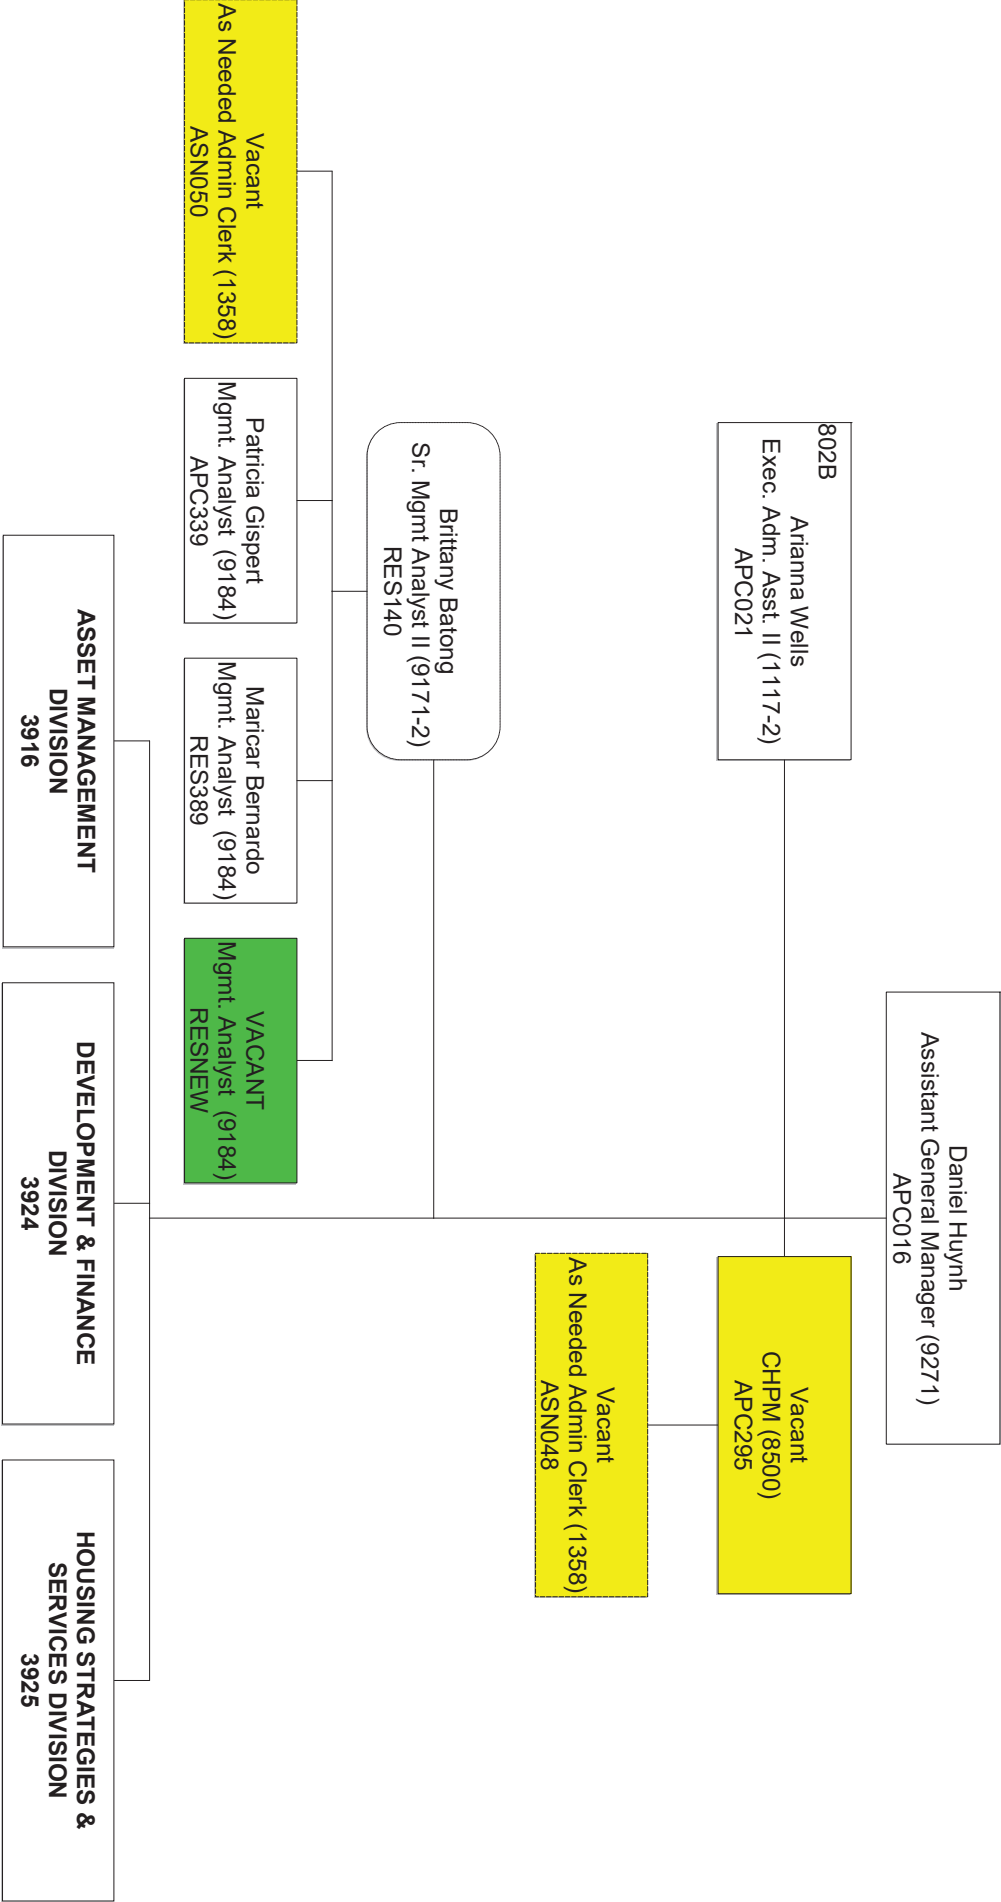 Daniel Huynh
Assistant General Manager (9271)
APC016
802B
Arianna Wells
Exec. Adm. Asst. II (1117-2)
APC021
Vacant
CHPM (8500)
APC295
Vacant
As Needed Admin Clerk (1358)
ASN048
Brittany Batong
Sr. Mgmt Analyst II (9171-2)
RES140
Vacant
As Needed Admin Clerk (1358)
ASN050
Patricia Gispert
Mgmt. Analyst (9184)
APC339
Maricar Bernardo
Mgmt. Analyst (9184)
RES389
VACANT
Mgmt. Analyst (9184)
RESNEW
ASSET MANAGEMENT
DIVISION
3916
DEVELOPMENT & FINANCE
DIVISION
3924
HOUSING STRATEGIES &
SERVICES DIVISION
3925